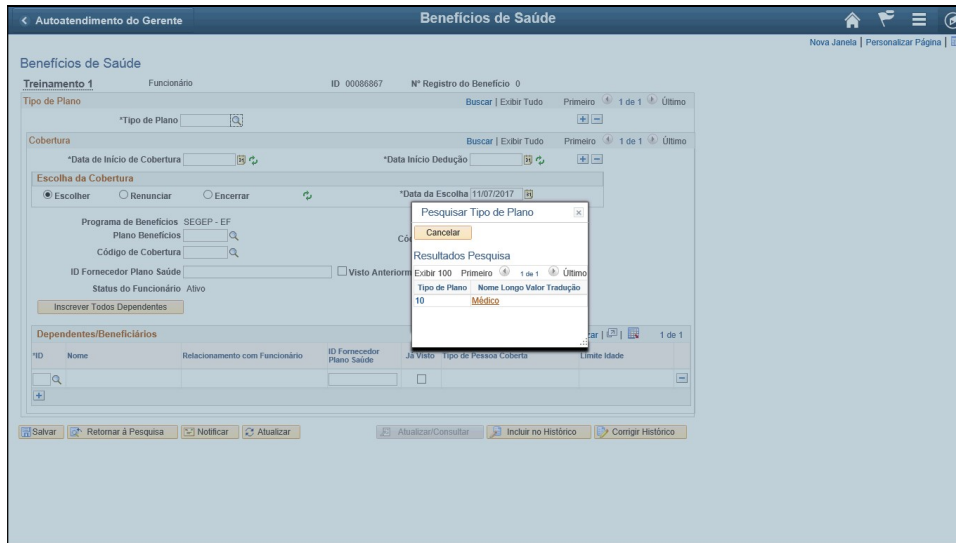 Autoatendimento do Gerente
Benefícios de Saúde
Nova Janela | Personalizar Página |
Benefícios de Saúde
Treinamento 1 Funcionário ID 00086867 Nº Registro do Benefício 0
Tipo de Plano Buscar | Exibir Tudo Primeiro 1 de 1 Último
*Tipo de Plano
Cobertura Buscar | Exibir Tudo Primeiro 1 de 1 Último
*Data de Início de Cobertura *Data Início Dedução
Escolha da Cobertura
Escolher Renunciar Encerrar *Data da Escolha 11/07/2017
Programa de Benefícios SEGEP - EF
Plano Benefícios
Código de Cobertura
ID Fornecedor Plano Saúde Visto Anteriorm
Status do Funcionário Ativo
Inscrever Todos Dependentes
Pesquisar Tipo de Plano
Cancelar
Resultados Pesquisa
Exibir 100 Primeiro 1 de 1 Último
Tipo de Plano Nome Longo Valor Tradução
10 Médico
Dependentes/Beneficiários 1 de 1
*ID Nome Relacionamento com Funcionário ID Fornecedor Plano Saúde Já Visto Tipo de Pessoa Coberta Limite Idade
Salvar Retornar à Pesquisa Notificar Atualizar Atualizar/Consultar Incluir no Histórico Corrigir Histórico